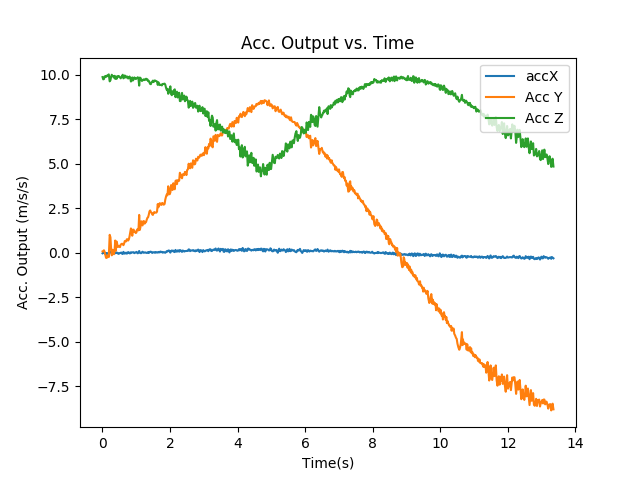 Acc. Output vs. Time
accX
Acc Y
Acc Z
Acc. Output (m/s/s)
10.0
7.5
5.0
2.5
0.0
−2.5
−5.0
−7.5
0 2 4 6 8 10 12 14
Time(s)